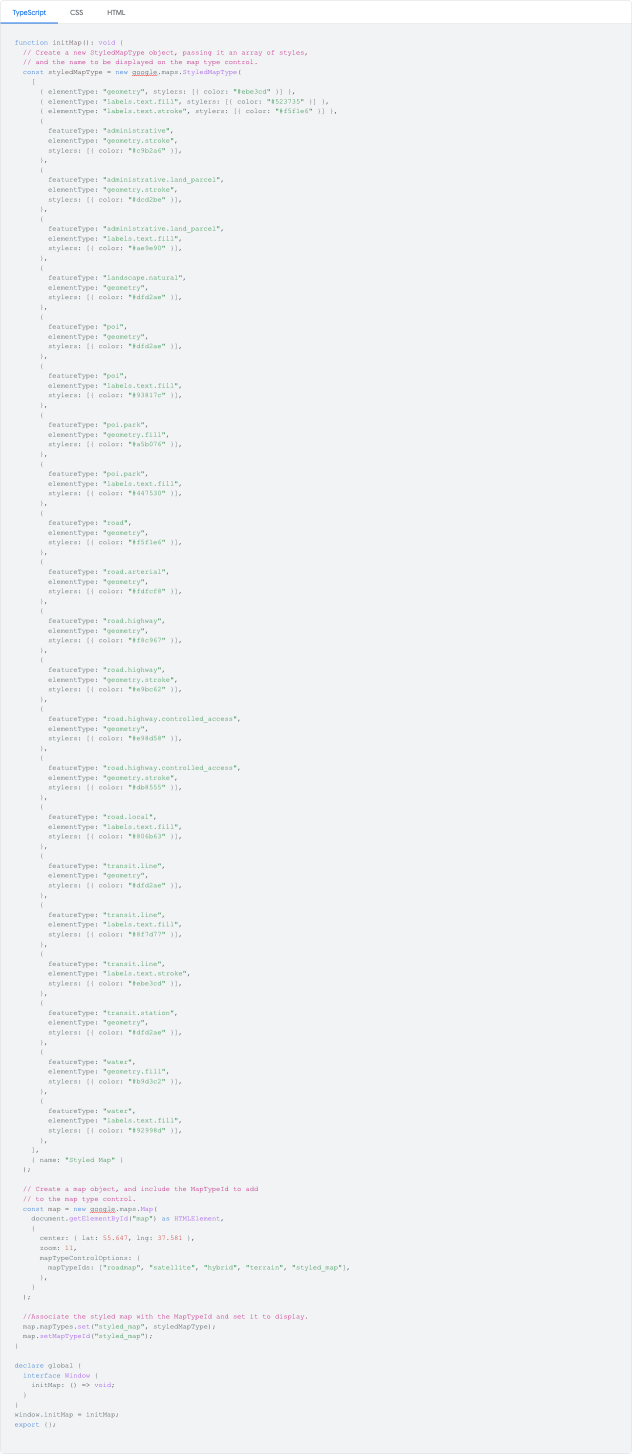 TypeScript
CSS
HTML
function initMap(): void {
// Create a new StyledMapType object, passing it an array of styles,
// and the name to be displayed on the map type control.
const styledMapType = new google.maps.StyledMapType(
[
{ elementType: "geometry", stylers: [{ color: "#ebe3cd" }] },
{ elementType: "labels.text.fill", stylers: [{ color: "#523735" }] },
{ elementType: "labels.text.stroke", stylers: [{ color: "#f5f1e6" }] },
{
featureType: "administrative",
elementType: "geometry.stroke",
stylers: [{ color: "#c9b2a6" }],
},
{
featureType: "administrative.land_parcel",
elementType: "geometry.stroke",
stylers: [{ color: "#dcd2be" }],
},
{
featureType: "administrative.land_parcel",
elementType: "labels.text.fill",
stylers: [{ color: "#ae9e90" }],
},
{
featureType: "landscape.natural",
elementType: "geometry",
stylers: [{ color: "#dfd2ae" }],
},
{
featureType: "poi",
elementType: "geometry",
stylers: [{ color: "#dfd2ae" }],
},
{
featureType: "poi",
elementType: "labels.text.fill",
stylers: [{ color: "#93817c" }],
},
{
featureType: "poi.park",
elementType: "geometry.fill",
stylers: [{ color: "#a5b076" }],
},
{
featureType: "poi.park",
elementType: "labels.text.fill",
stylers: [{ color: "#447530" }],
},
{
featureType: "road",
elementType: "geometry",
stylers: [{ color: "#f5f1e6" }],
},
{
featureType: "road.arterial",
elementType: "geometry",
stylers: [{ color: "#fdfcf8" }],
},
{
featureType: "road.highway",
elementType: "geometry",
stylers: [{ color: "#f8c967" }],
},
{
featureType: "road.highway",
elementType: "geometry.stroke",
stylers: [{ color: "#e9bc62" }],
},
{
featureType: "road.highway.controlled_access",
elementType: "geometry",
stylers: [{ color: "#e98d58" }],
},
{
featureType: "road.highway.controlled_access",
elementType: "geometry.stroke",
stylers: [{ color: "#db8555" }],
},
{
featureType: "road.local",
elementType: "labels.text.fill",
stylers: [{ color: "#806b63" }],
},
{
featureType: "transit.line",
elementType: "geometry",
stylers: [{ color: "#dfd2ae" }],
},
{
featureType: "transit.line",
elementType: "labels.text.fill",
stylers: [{ color: "#8f7d77" }],
},
{
featureType: "transit.line",
elementType: "labels.text.stroke",
stylers: [{ color: "#ebe3cd" }],
},
{
featureType: "transit.station",
elementType: "geometry",
stylers: [{ color: "#dfd2ae" }],
},
{
featureType: "water",
elementType: "geometry.fill",
stylers: [{ color: "#b9d3c2" }],
},
{
featureType: "water",
elementType: "labels.text.fill",
stylers: [{ color: "#92998d" }],
},
],
{ name: "Styled Map" }
);
// Create a map object, and include the MapTypeId to add
// to the map type control.
const map = new google.maps.Map(
document.getElementById("map") as HTMLElement,
{
center: { lat: 55.647, lng: 37.581 },
zoom: 11,
mapTypeControlOptions: {
mapTypeIds: ["roadmap", "satellite", "hybrid", "terrain", "styled_map"],
},
}
);
//Associate the styled map with the MapTypeId and set it to display.
map.mapTypes.set("styled_map", styledMapType);
map.setMapTypeId("styled_map");
}
declare global {
interface Window {
initMap: () => void;
}
}
window.initMap = initMap;
export {};